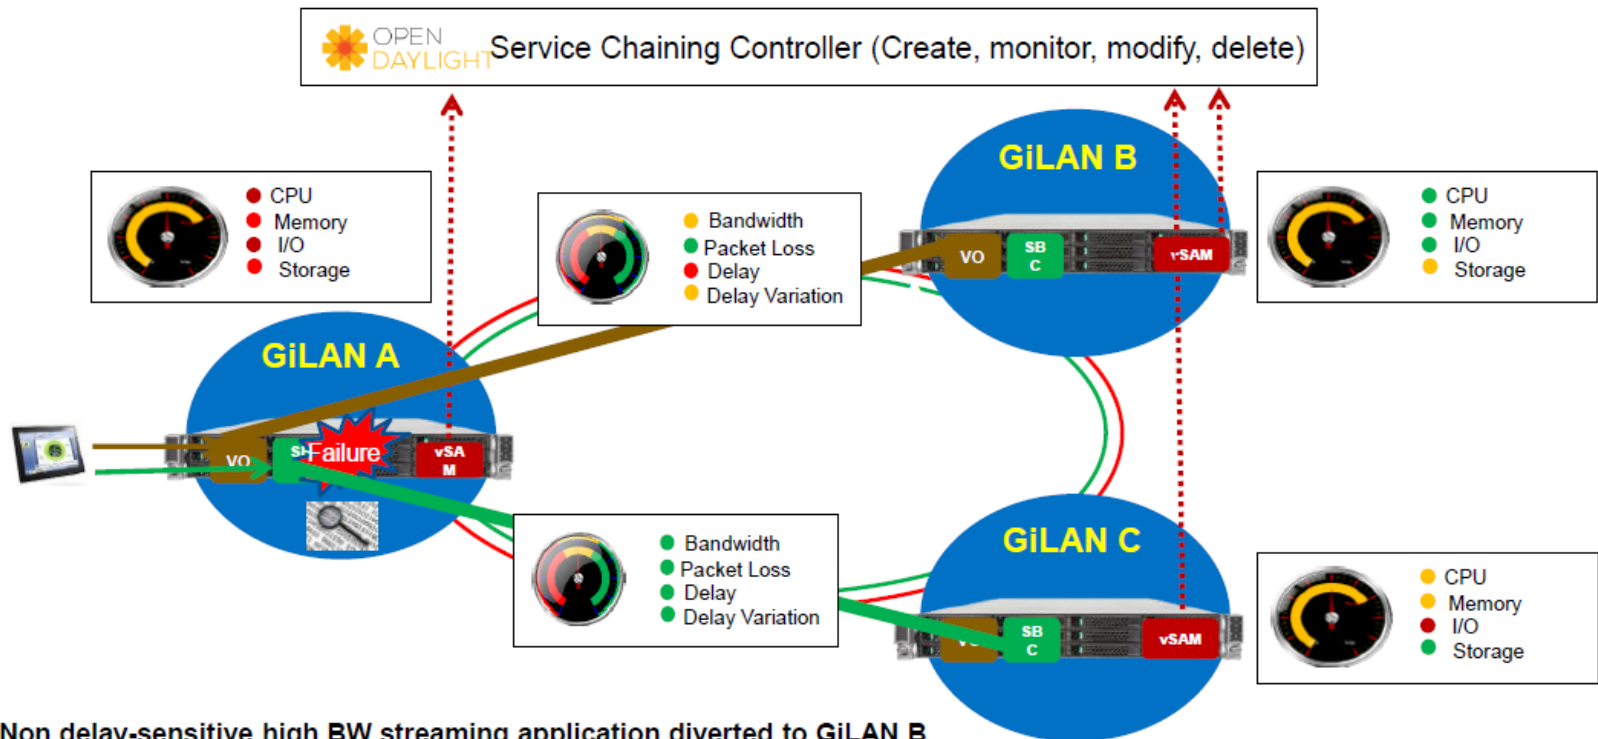 OPEN
DAYLIGHT
Service Chaining Controller (Create, monitor, modify, delete)
GiLAN B
CPU
Memory
I/O
Storage
Bandwidth
Packet Loss
Delay
Delay Variation
CPU
Memory
I/O
Storage
VO
SB
C
vSAM
GiLAN A
VO
Failure
vSA
M
Bandwidth
Packet Loss
Delay
Delay Variation
GiLAN C
CPU
Memory
I/O
Storage
SB
C
vSAM
Non delay-sensitive high BW streaming application diverted to GiLAN B